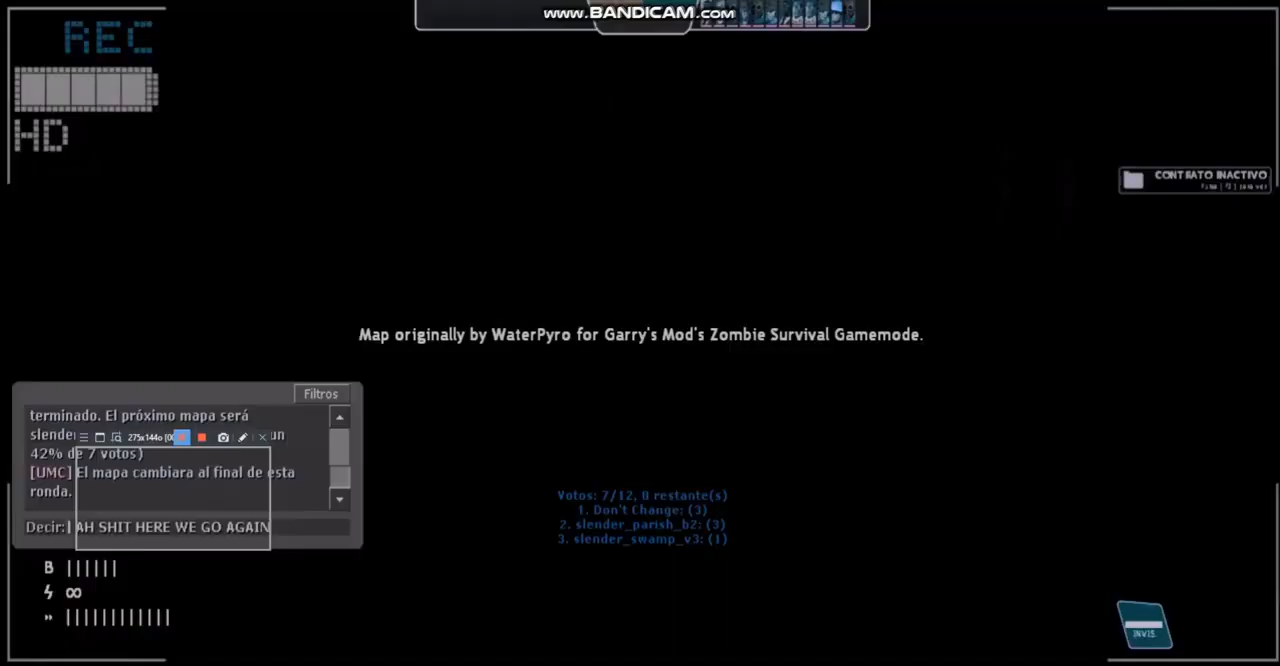 www.BANDICAM.com
REC
HD
CONTRATO INACTIVO
Map originally by WaterPyro for Garry's Mod's Zombie Survival Gamemode.
Filtros
terminado. El próximo mapa será
un
42% de 7 votos)
[UMC] El mapa cambiara al final de esta
ronda.
Decir: AH SHIT HERE WE GO AGAIN
Votos: 7/12, 0 restante(s)
1. Don't Change: (3)
2. slender_parish_b2: (3)
3. slender_swamp_v3: (1)
B
∞
INVIS.